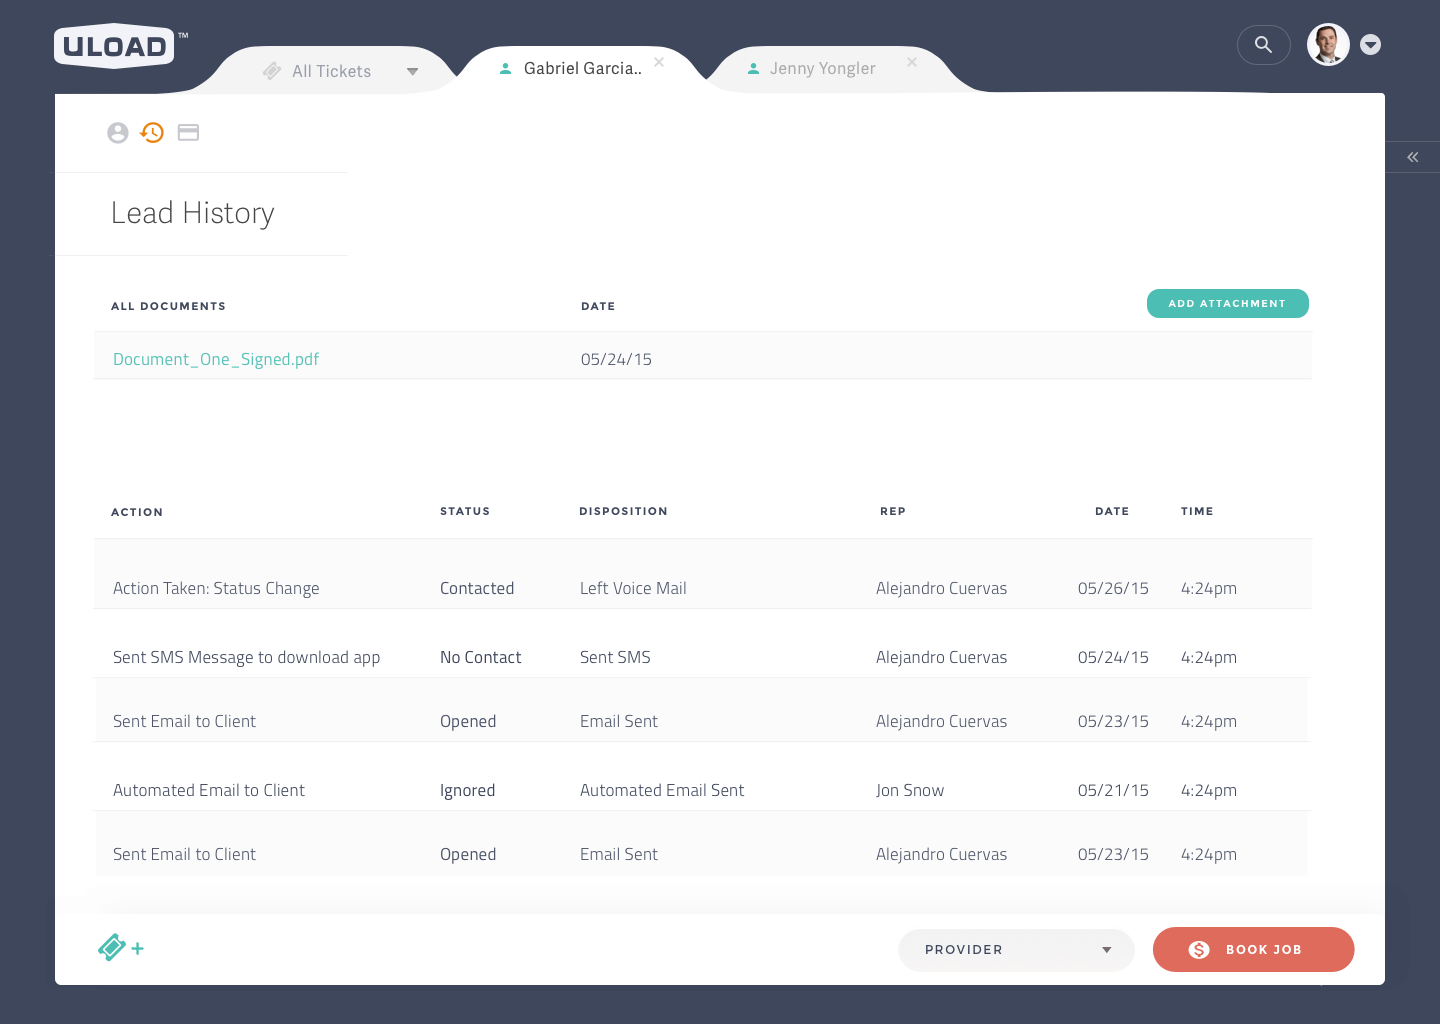 ULOAD™
All Tickets
Gabriel Garcia..
Jenny Yongler
Lead History
ALL DOCUMENTS DATE ADD ATTACHMENT
Document_One_Signed.pdf 05/24/15
ACTION STATUS DISPOSITION REP DATE TIME
Action Taken: Status Change Contacted Left Voice Mail Alejandro Cuervas 05/26/15 4:24pm
Sent SMS Message to download app No Contact Sent SMS Alejandro Cuervas 05/24/15 4:24pm
Sent Email to Client Opened Email Sent Alejandro Cuervas 05/23/15 4:24pm
Automated Email to Client Ignored Automated Email Sent Jon Snow 05/21/15 4:24pm
Sent Email to Client Opened Email Sent Alejandro Cuervas 05/23/15 4:24pm
PROVIDER BOOK JOB